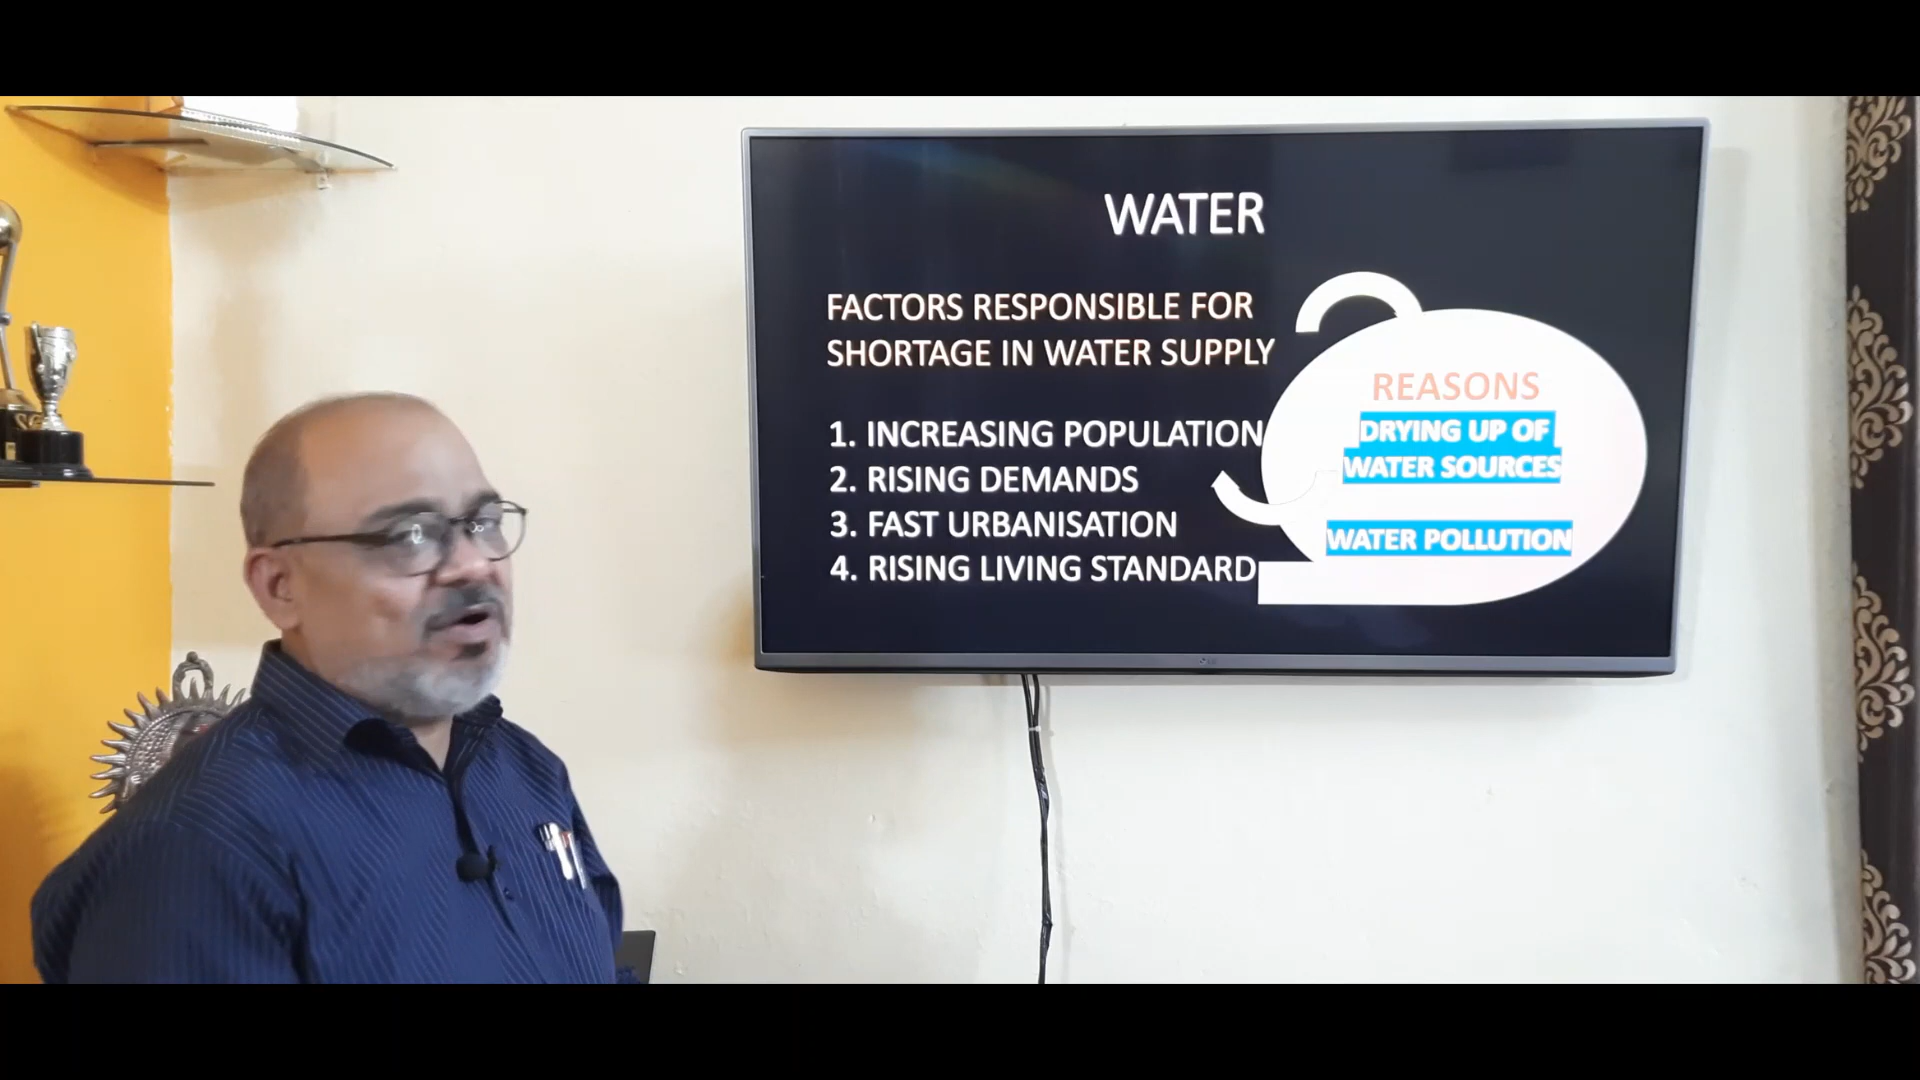 WATER
FACTORS RESPONSIBLE FOR
SHORTAGE IN WATER SUPPLY
1. INCREASING POPULATION
2. RISING DEMANDS
3. FAST URBANISATION
4. RISING LIVING STANDARD
REASONS
DRYING UP OF
WATER SOURCES
WATER POLLUTION